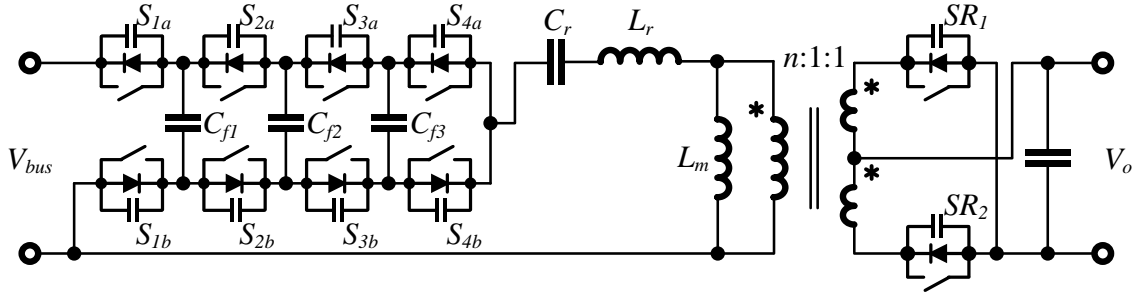 S1a S2a S3a S4a Cr Lr SR1
n:1:1
*
*
Cf1 Cf2 Cf3
Vbus Lm Vo
*
S1b S2b S3b S4b SR2